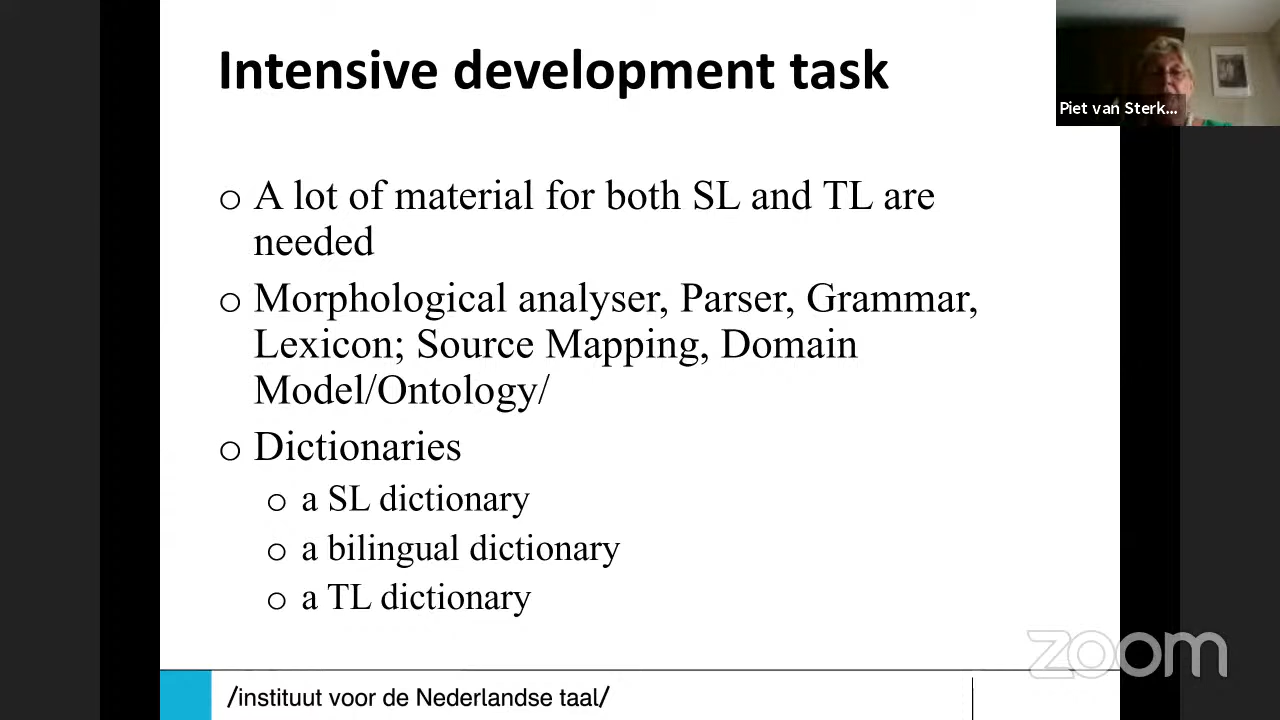 Intensive development task
Piet van Sterk...
o A lot of material for both SL and TL are
needed
o Morphological analyser, Parser, Grammar,
Lexicon; Source Mapping, Domain
Model/Ontology/
o Dictionaries
o a SL dictionary
o a bilingual dictionary
o a TL dictionary
zoom
/instituut voor de Nederlandse taal/